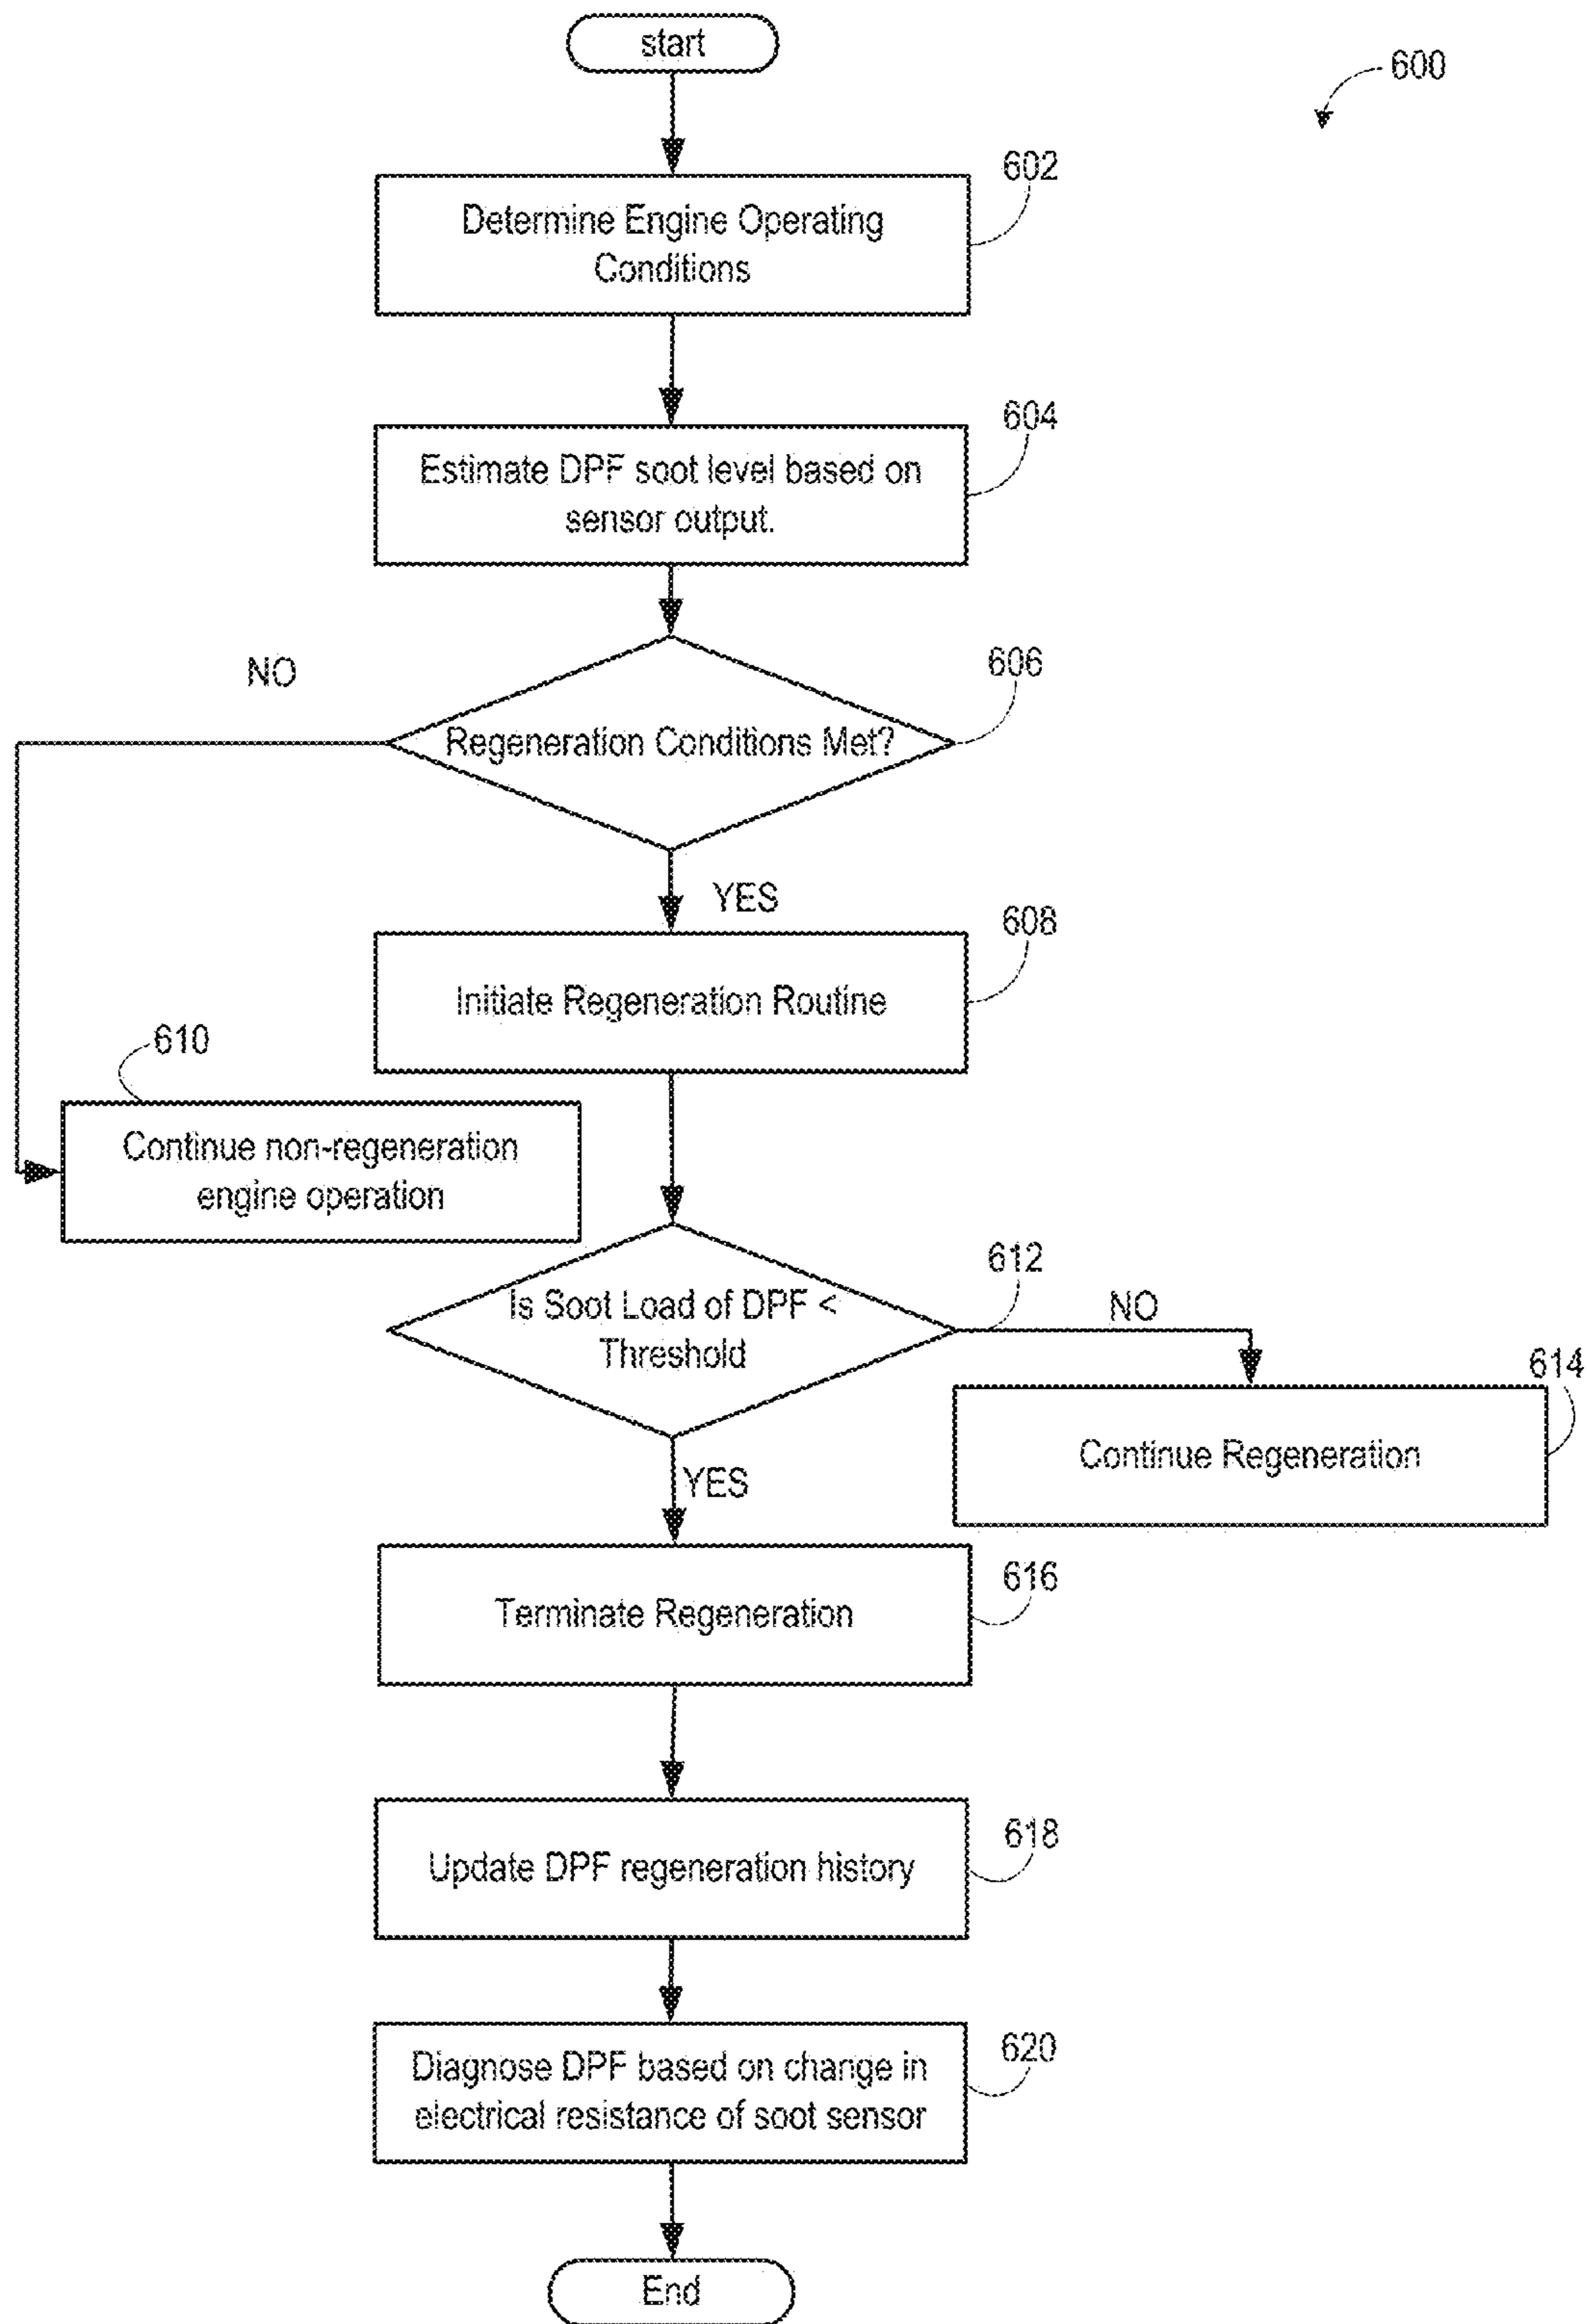 start
600
602
Determine Engine Operating
Conditions
604
Estimate DPF soot level based on
sensor output.
606
NO
Regeneration Conditions Met?
YES
608
Initiate Regeneration Routine
610
Continue non-regeneration
engine operation
612
Is Soot Load of DPF <
Threshold
NO
614
Continue Regeneration
YES
616
Terminate Regeneration
618
Update DPF regeneration history
620
Diagnose DPF based on change in
electrical resistance of soot sensor
End